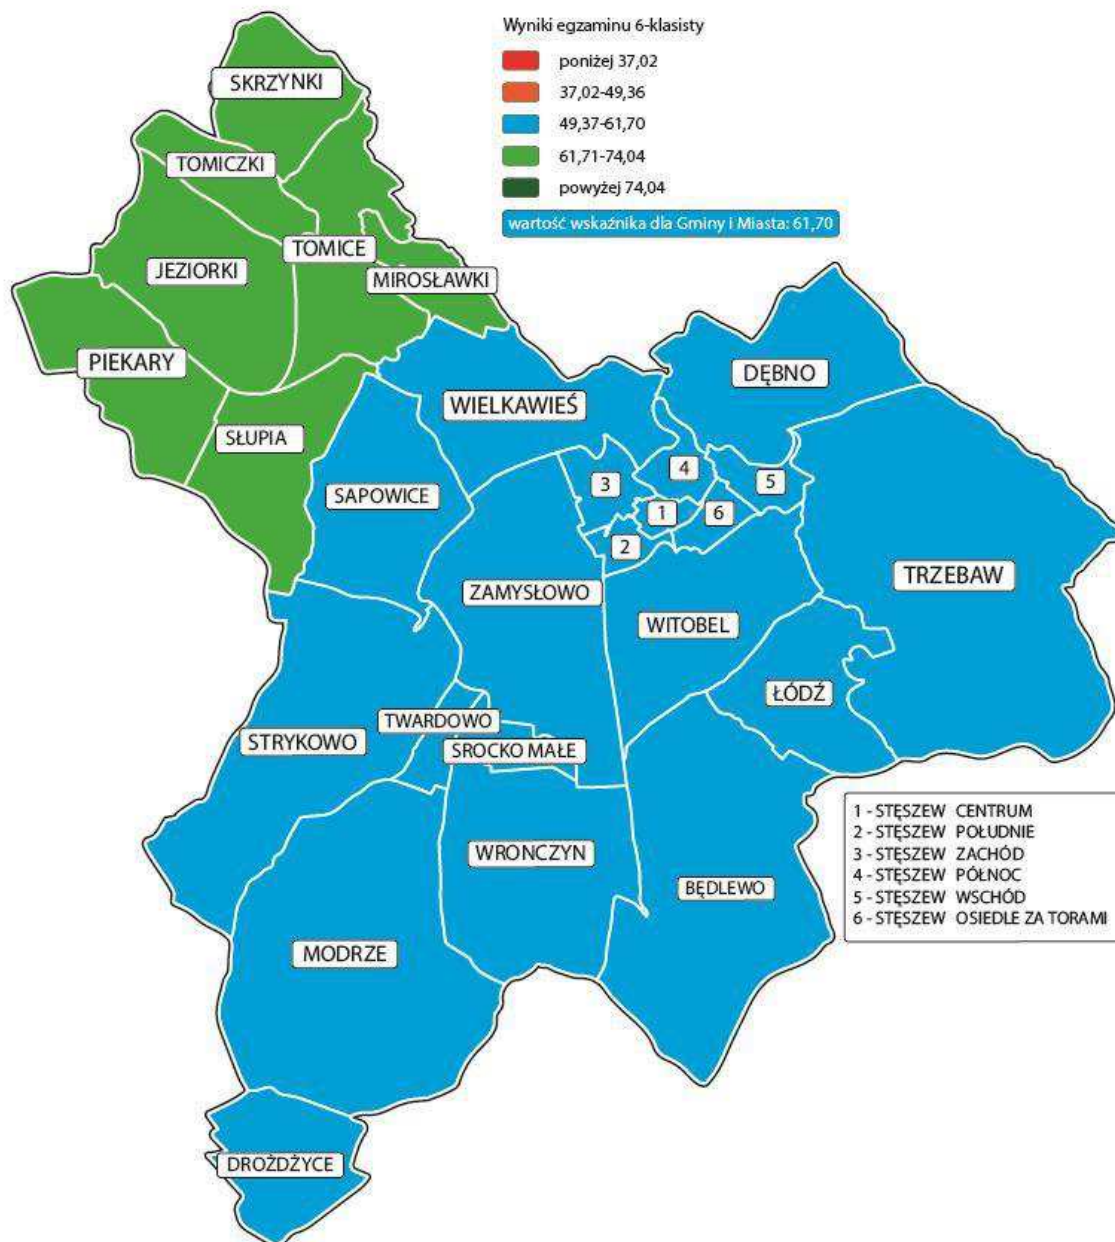 Wyniki egzaminu 6-klasisty
poniżej 37,02
37,02-49,36
49,37-61,70
61,71-74,04
powyżej 74,04
wartość wskaźnika dla Gminy i Miasta: 61,70
SKRZYNKI
TOMICZKI
TOMICE
JEZIORKI
MIROSŁAWKI
PIEKARY
DĘBNO
WIELKAWIEŚ
SŁUPIA
SAPOWICE
3
4
5
1
6
2
TRZEBAW
ZAMYSŁOWO
WITOBEL
ŁÓDŹ
TWARDOWO
STRYKOWO
SROCKO MAŁE
WRONCZYN
BĘDLEWO
MODRZE
DROŻDŻYCE
1 - STĘSZEW CENTRUM
2 - STĘSZEW POŁUDNIE
3 - STĘSZEW ZACHÓD
4 - STĘSZEW PÓŁNOC
5 - STĘSZEW WSCHÓD
6 - STĘSZEW OSIEDLE ZA TORAMI